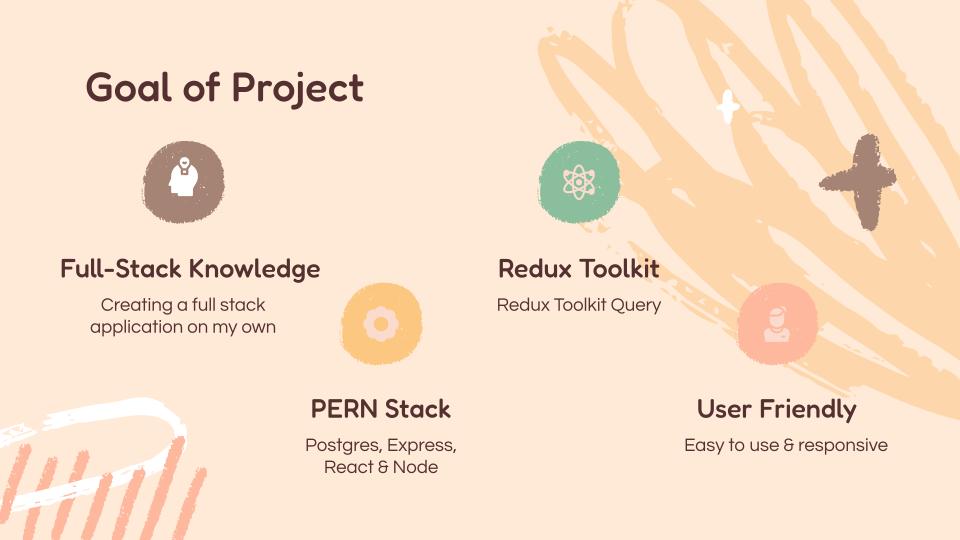 Goal of Project
Full-Stack Knowledge
Creating a full stack
application on my own
PERN Stack
Postgres, Express,
React & Node
Redux Toolkit
Redux Toolkit Query
User Friendly
Easy to use & responsive